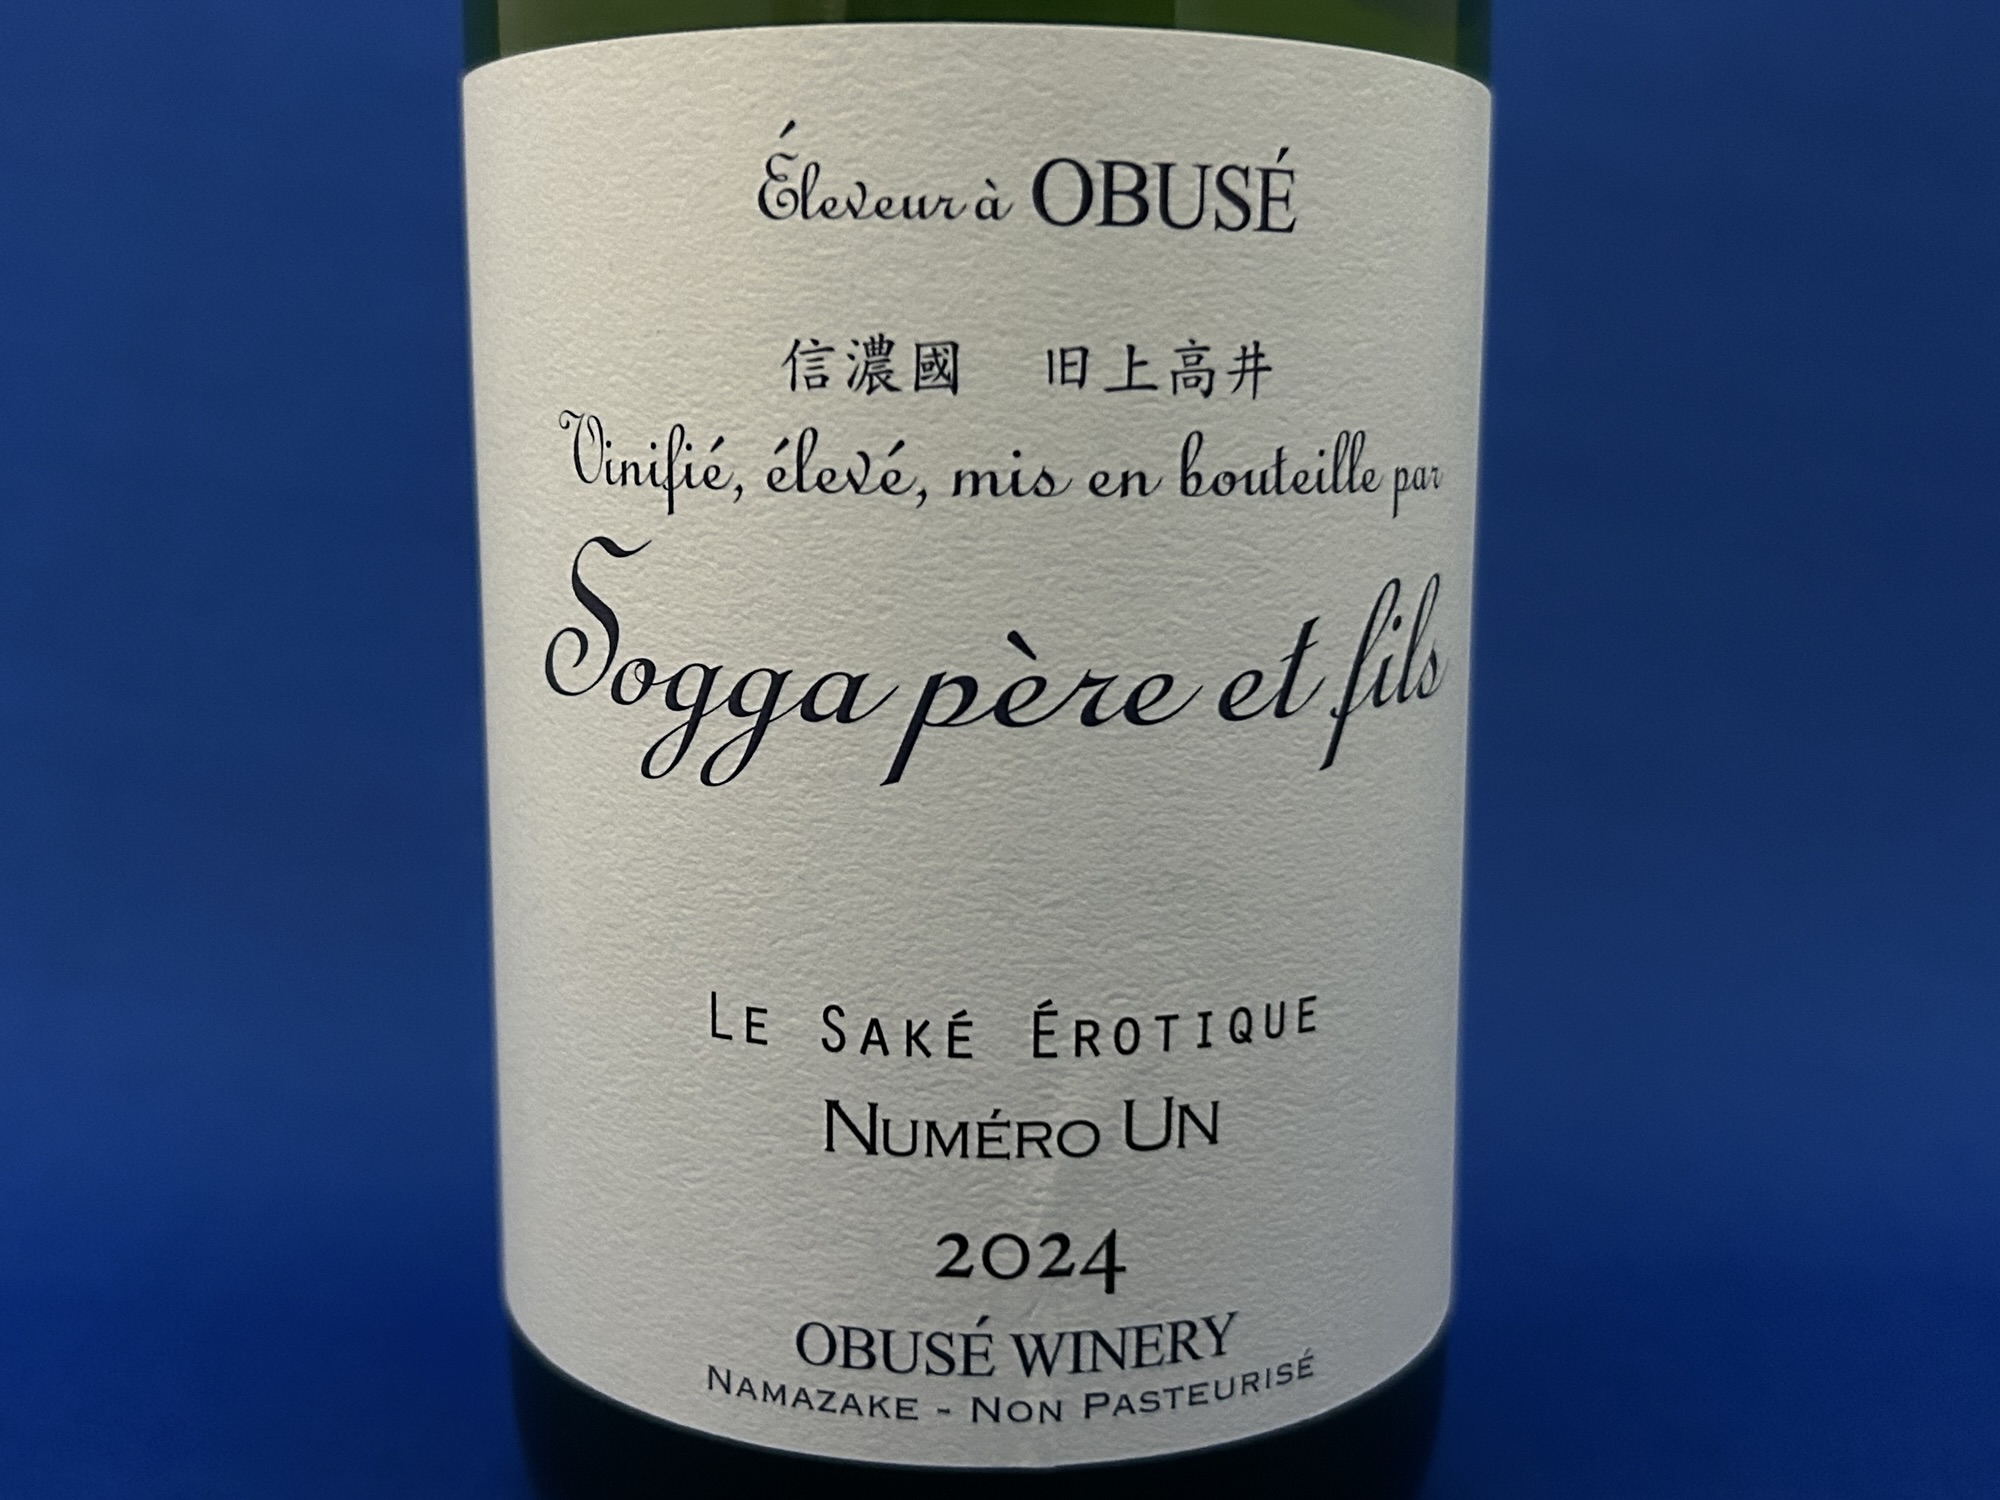 Éleveur à OBUSÉ
信濃國 旧上高井
Vinifié, élevé, mis en bouteille par
Sogga père et fils
LE SAKÉ ÉROTIQUE
NUMÉRO UN
2024
OBUSÉ WINERY
NAMAZAKE - NON PASTEURISÉ